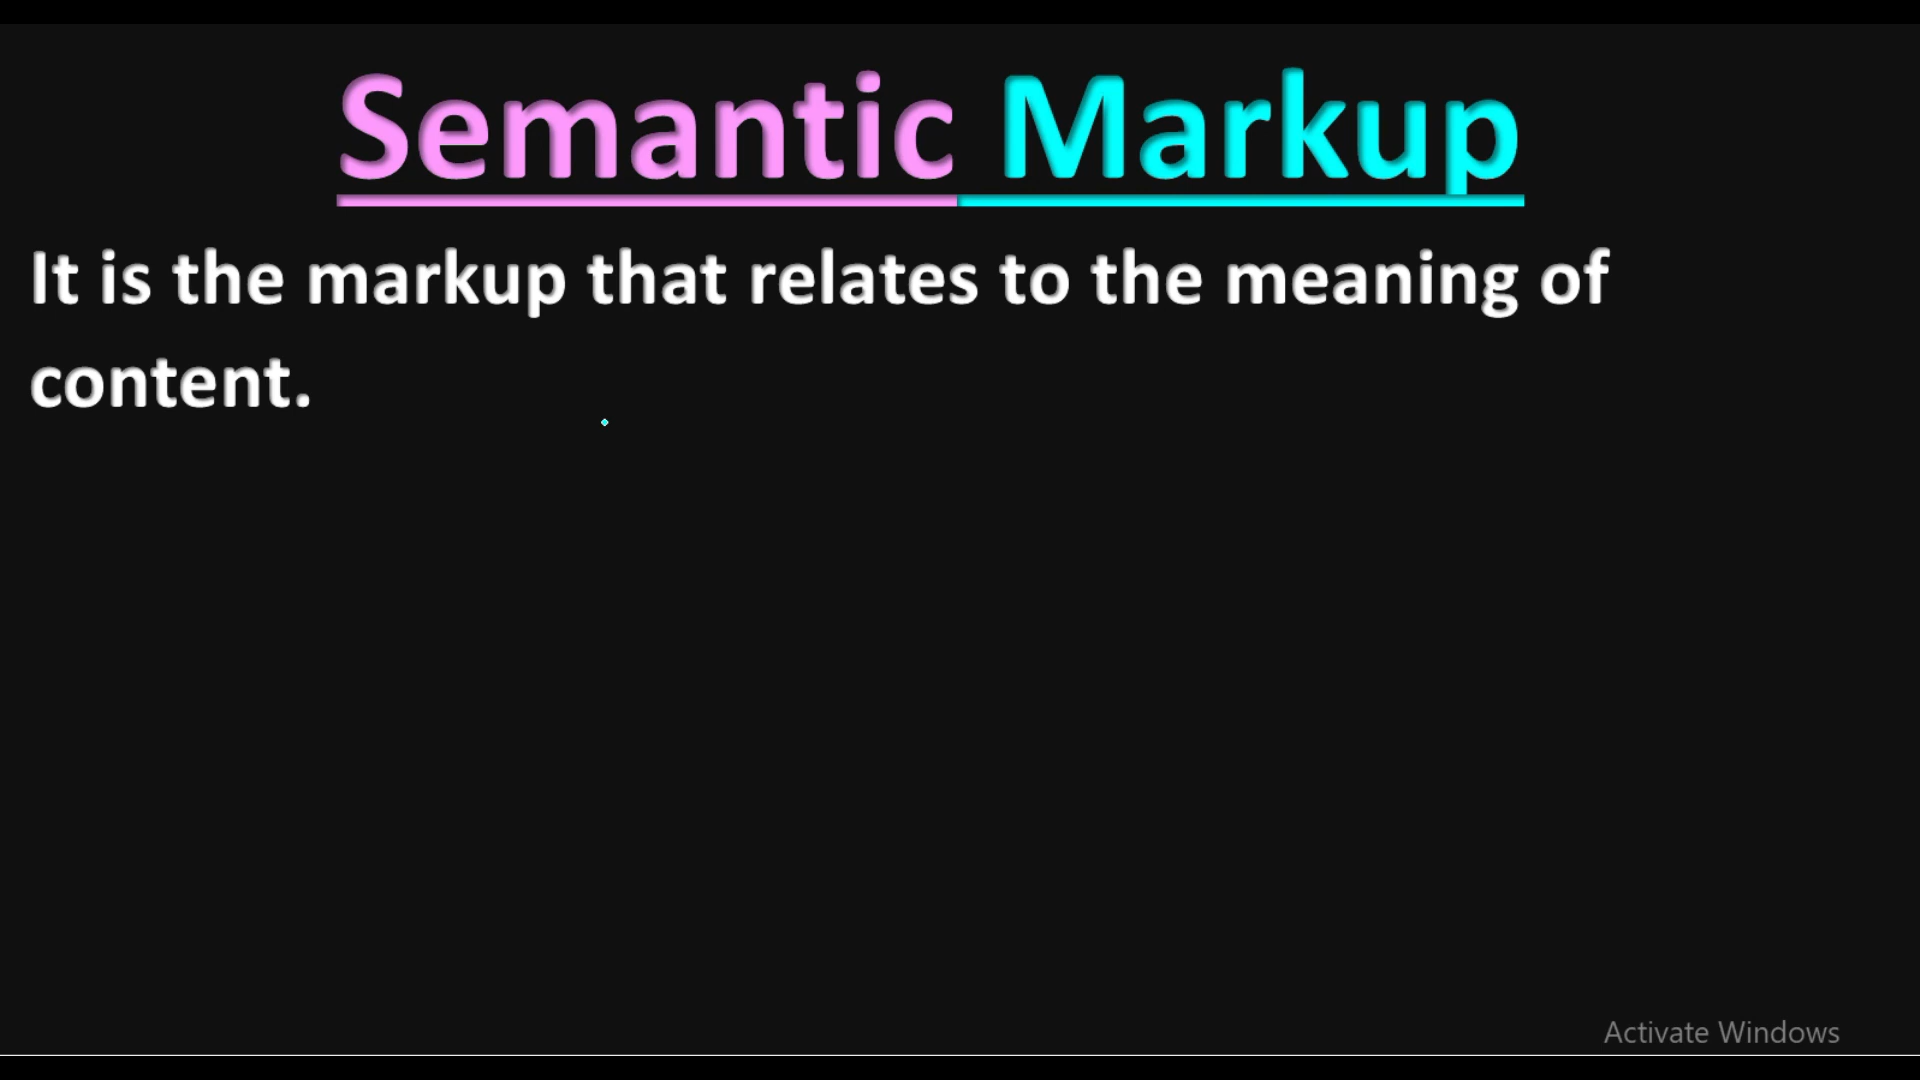 Semantic Markup
It is the markup that relates to the meaning of
content.
Activate Windows